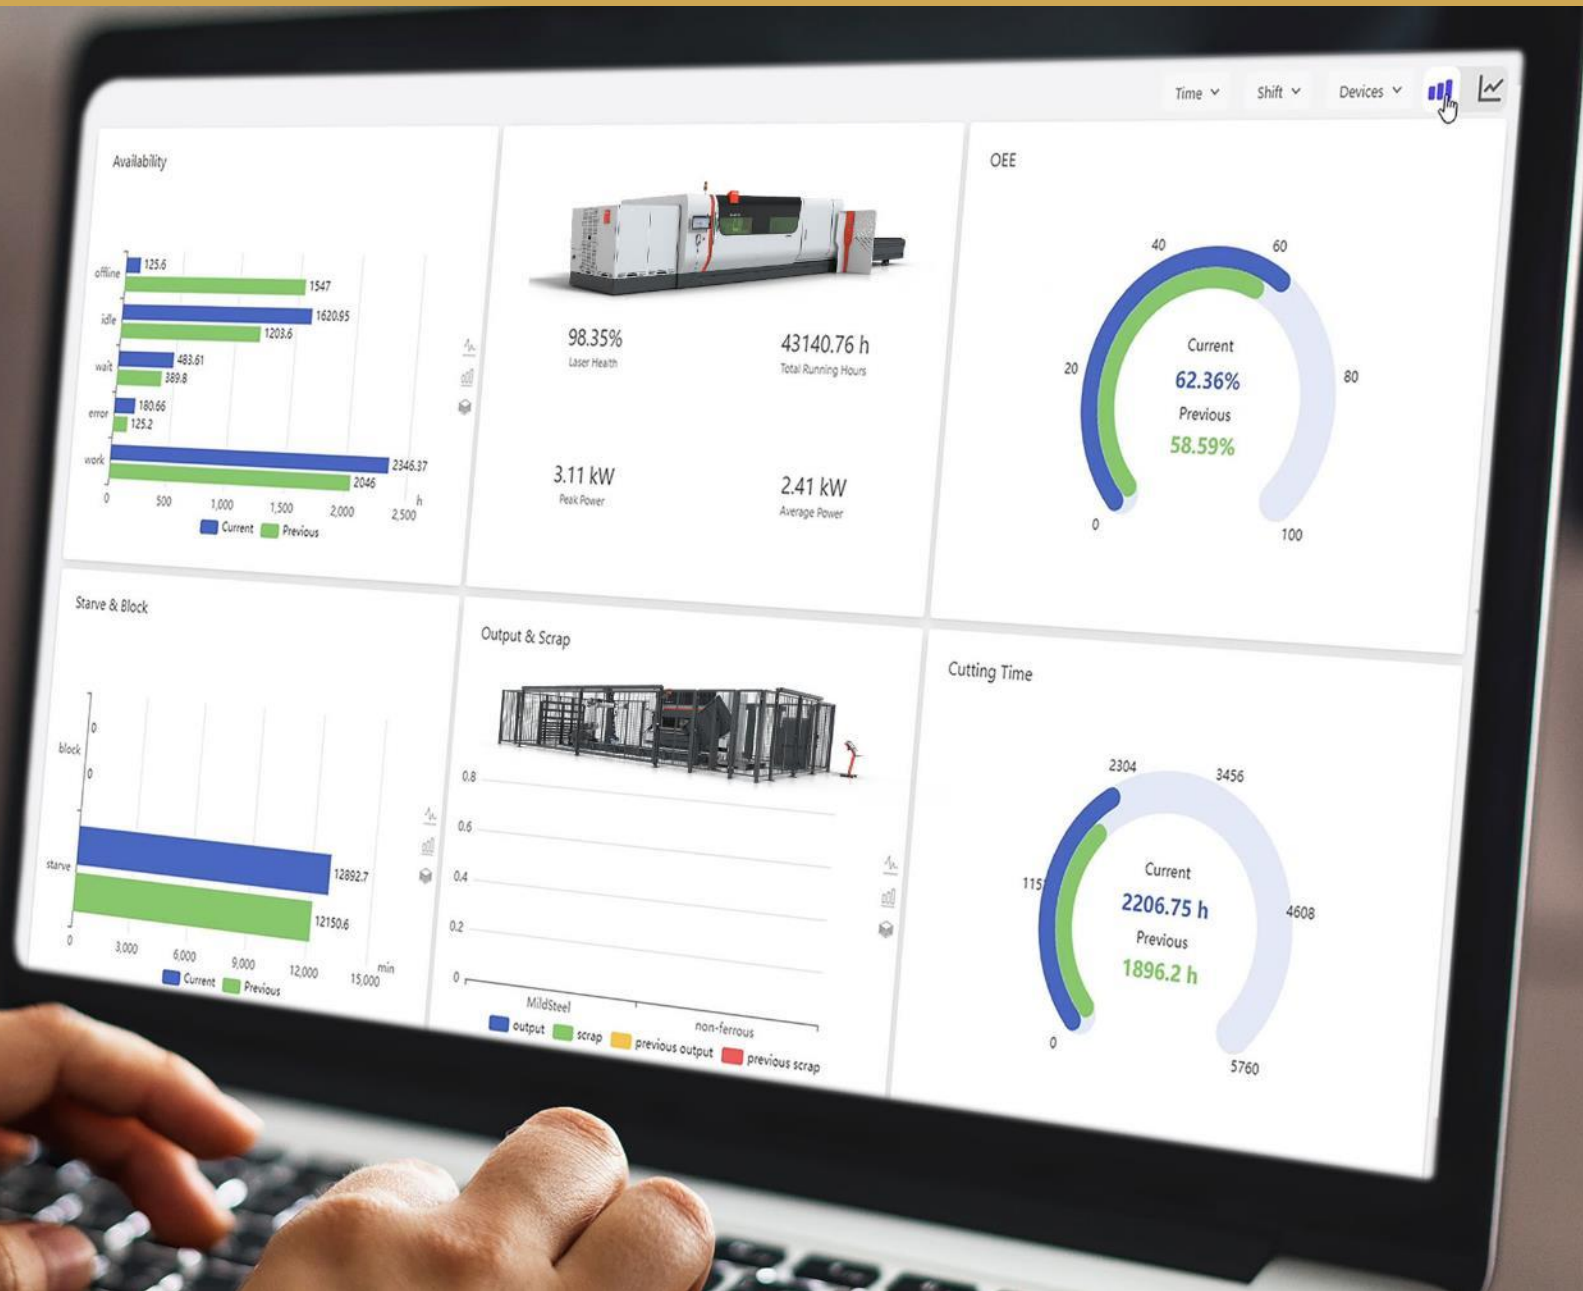 Time Shift Devices
Availability
offline 125.6
1547
idle 1620.95
1203.6
wait 483.61
389.8
error 180.66
125.2
work 2346.37
2046
0 500 1,000 1,500 2,000 2,500 h
Current Previous
98.35%
Laser Health
43140.76 h
Total Running Hours
3.11 kW
Peak Power
2.41 kW
Average Power
OEE
0 20 40 60 80 100
Current
62.36%
Previous
58.59%
Starve & Block
block 0
0
starve 12892.7
12150.6
0 3,000 6,000 9,000 12,000 15,000 min
Current Previous
Output & Scrap
0.8
0.6
0.4
0.2
0
MildSteel non-ferrous
output scrap previous output previous scrap
Cutting Time
0 2304 3456 4608 5760
Current
2206.75 h
Previous
1896.2 h